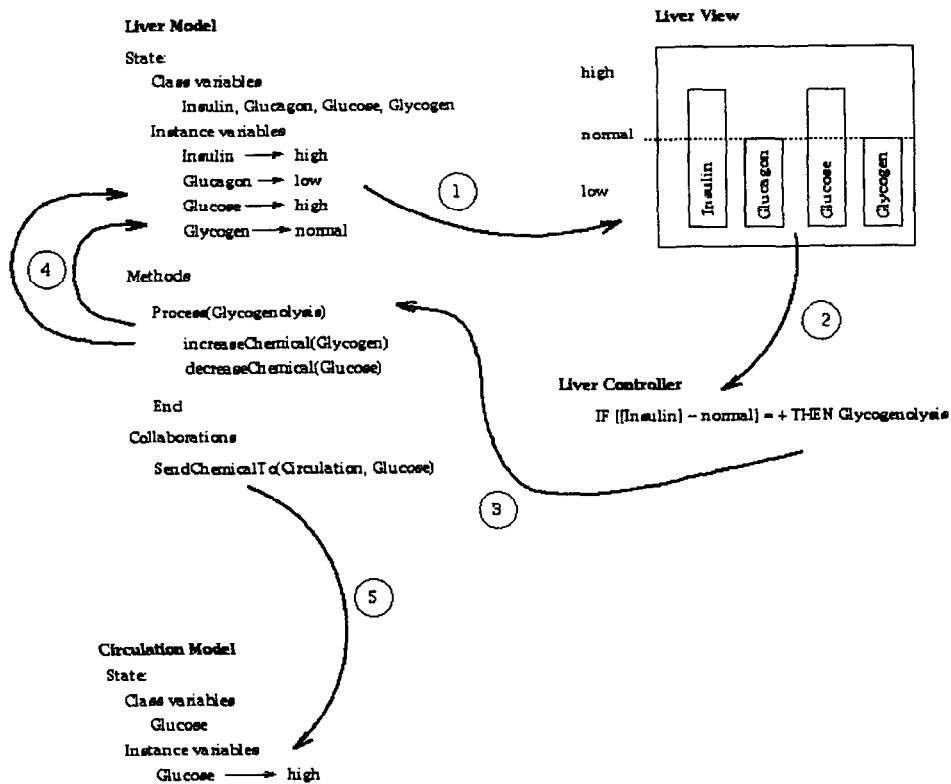 Liver Model
State:
Class variables
Insulin, Glucagon, Glucose, Glycogen
Instance variables
Insulin → high
Glucagon → low
Glucose → high
Glycogen → normal
Methods
Process(Glycogenolysis)
increaseChemical(Glycogen)
decreaseChemical(Glucose)
End
Collaborations
SendChemicalTo(Circulation, Glucose)
Liver View
high
normal
low
Insulin
Glucagon
Glucose
Glycogen
1
2
Liver Controller
IF [[Insulin] – normal] = + THEN Glycogenolysis
3
4
5
Circulation Model
State:
Class variables
Glucose
Instance variables
Glucose → high